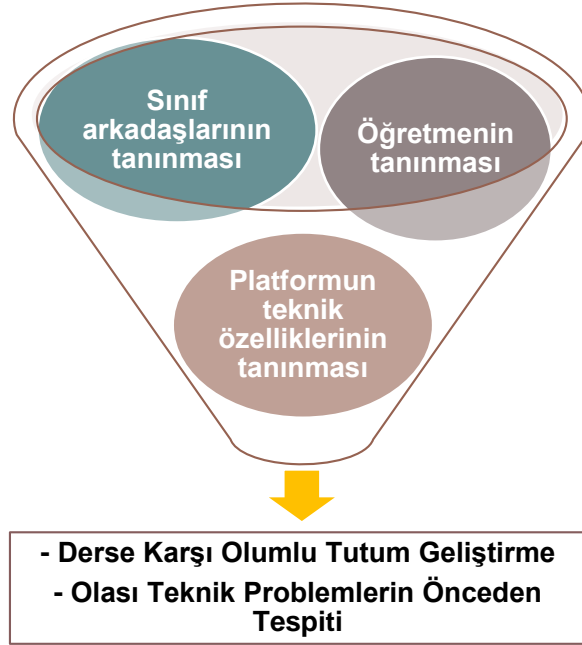 Sınıf
arkadaşlarının
tanınması
Öğretmenin
tanınması
Platformun
teknik
özelliklerinin
tanınması
- Derse Karşı Olumlu Tutum Geliştirme
- Olası Teknik Problemlerin Önceden
Tespiti